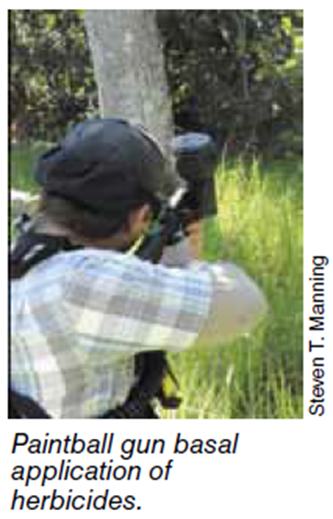 Steven T. Manning
Paintball gun basal
application of
herbicides.